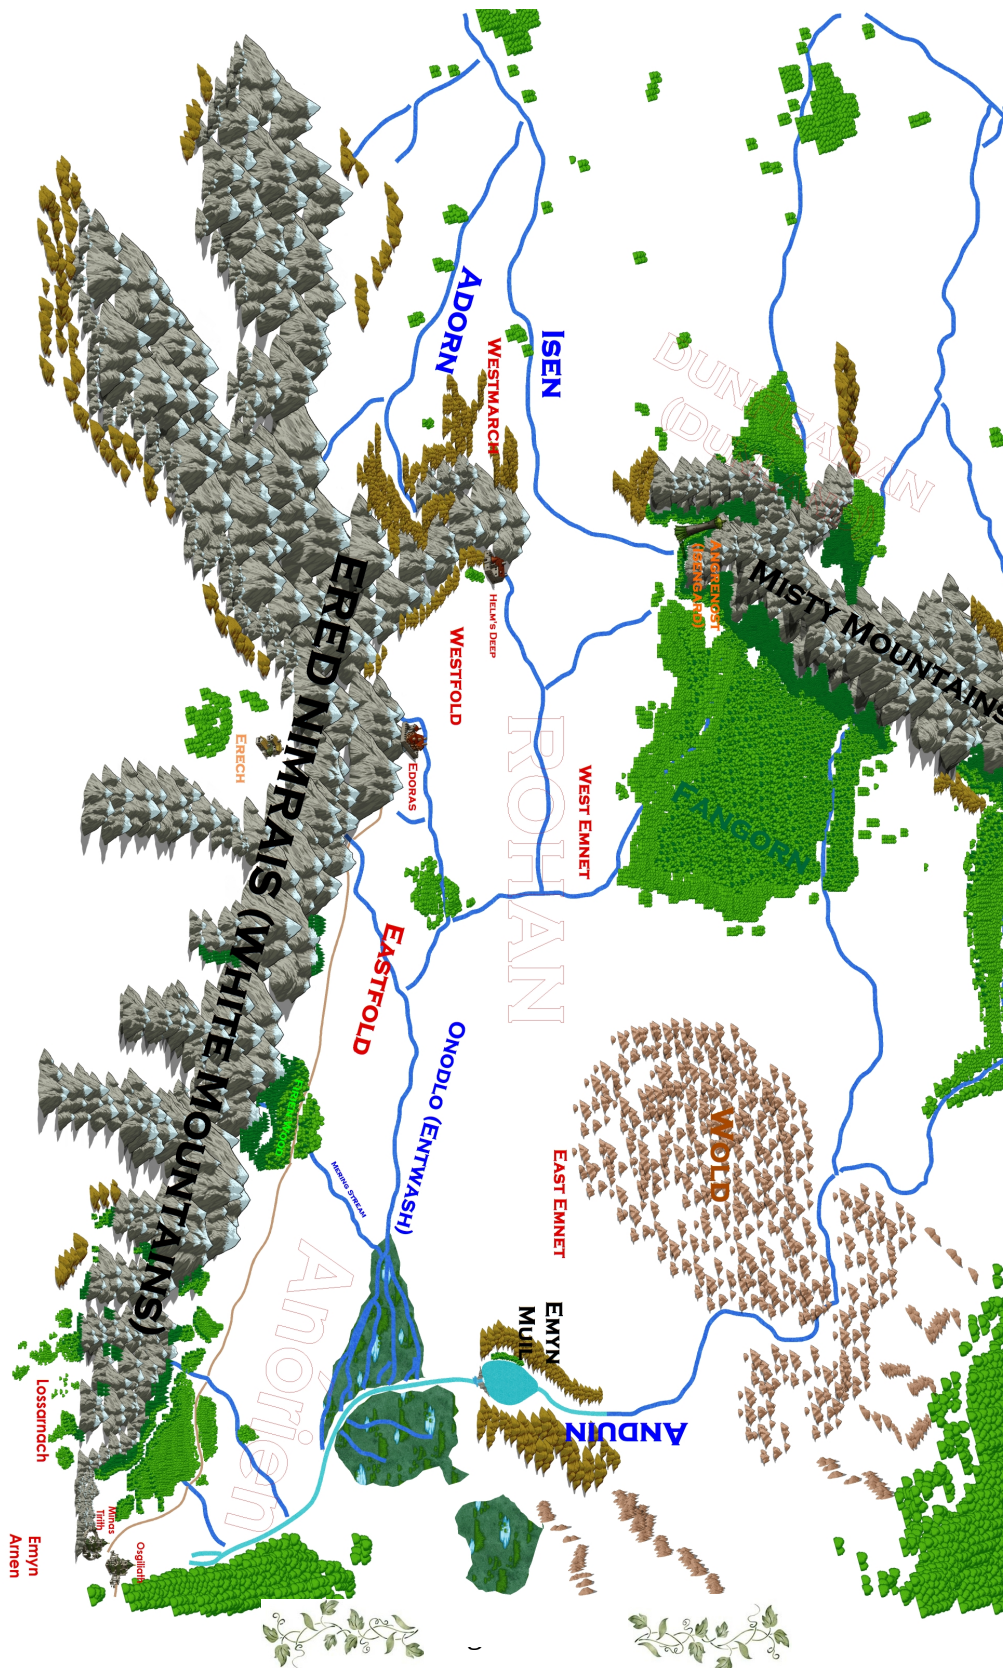 MISTY MOUNTAINS
ANGRENOST
(ISENGARD)
FANGORN
WOLD
ANDUIN
ISEN
WEST EMNET
EAST EMNET
EMYN
MUIL
ROHAN
WESTMARCH
HELM'S DEEP
ADORN
WESTFOLD
ONODLO (ENTWASH)
EDORAS
EASTFOLD
MERING STREAM
Anórien
ERED NIMRAIS (WHITE MOUNTAINS)
ERECH
Osgiliath
Minas
Tirith
Lossarnach
Emyn
Arnen